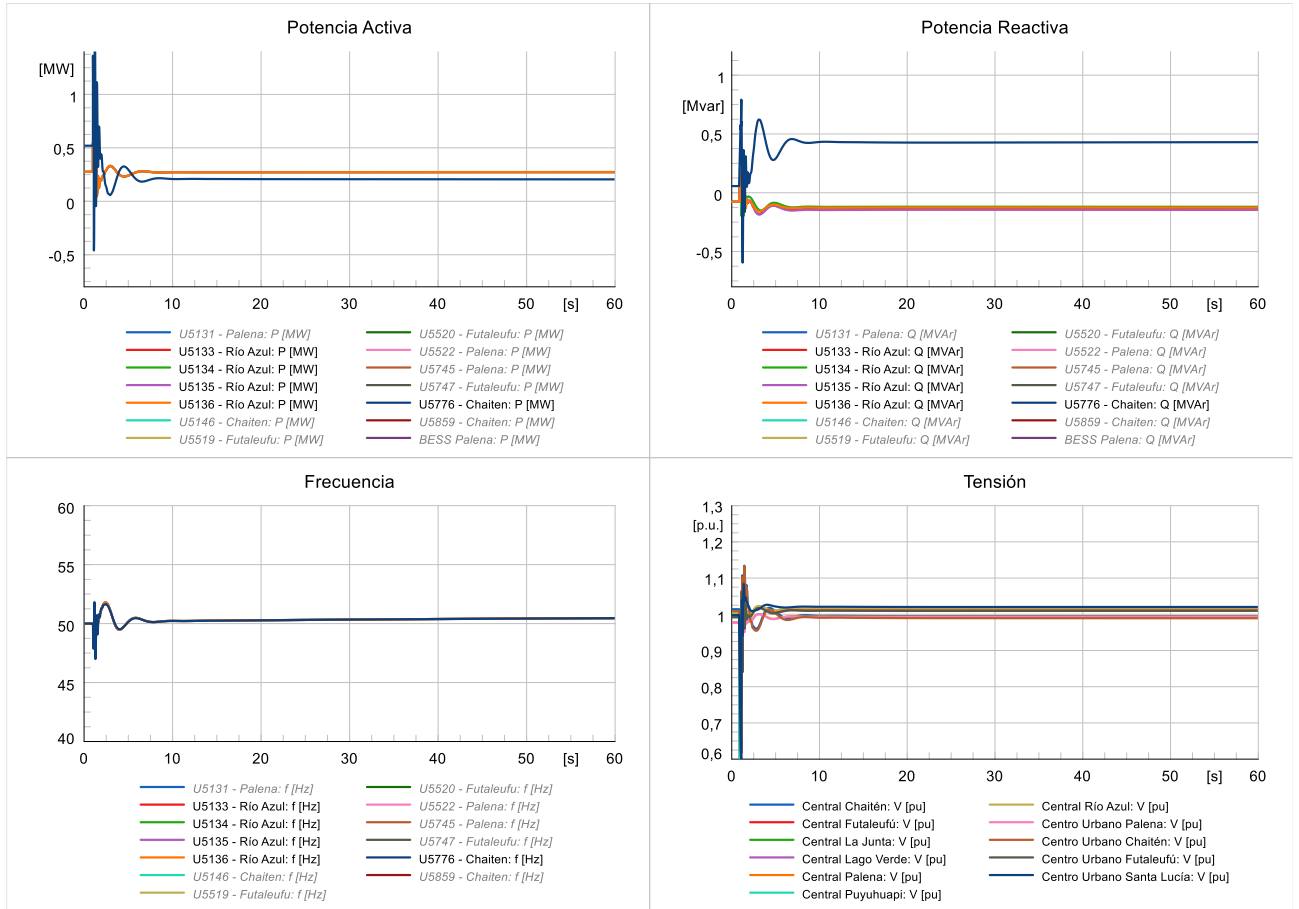 Potencia Activa
[MW]
1
0,5
0
-0,5
0 10 20 30 40 [s] 60
U5131 - Palena: P [MW]
U5133 - Río Azul: P [MW]
U5134 - Río Azul: P [MW]
U5135 - Río Azul: P [MW]
U5136 - Río Azul: P [MW]
U5146 - Chaiten: P [MW]
U5519 - Futaleufu: P [MW]
U5520 - Futaleufu: P [MW]
U5522 - Palena: P [MW]
U5745 - Palena: P [MW]
U5747 - Futaleufu: P [MW]
U5776 - Chaiten: P [MW]
U5859 - Chaiten: P [MW]
BESS Palena: P [MW]
Potencia Reactiva
1
[Mvar]
0,5
0
-0,5
0 10 20 30 40 [s] 60
U5131 - Palena: Q [MVAr]
U5133 - Río Azul: Q [MVAr]
U5134 - Río Azul: Q [MVAr]
U5135 - Río Azul: Q [MVAr]
U5136 - Río Azul: Q [MVAr]
U5146 - Chaiten: Q [MVAr]
U5519 - Futaleufu: Q [MVAr]
U5520 - Futaleufu: Q [MVAr]
U5522 - Palena: Q [MVAr]
U5745 - Palena: Q [MVAr]
U5747 - Futaleufu: Q [MVAr]
U5776 - Chaiten: Q [MVAr]
U5859 - Chaiten: Q [MVAr]
BESS Palena: Q [MVAr]
Frecuencia
60
55
50
45
40
0 10 20 30 40 [s] 60
U5131 - Palena: f [Hz]
U5133 - Río Azul: f [Hz]
U5134 - Río Azul: f [Hz]
U5135 - Río Azul: f [Hz]
U5136 - Río Azul: f [Hz]
U5146 - Chaiten: f [Hz]
U5519 - Futaleufu: f [Hz]
U5520 - Futaleufu: f [Hz]
U5522 - Palena: f [Hz]
U5745 - Palena: f [Hz]
U5747 - Futaleufu: f [Hz]
U5776 - Chaiten: f [Hz]
U5859 - Chaiten: f [Hz]
Tensión
1,3
[p.u.]
1,2
1,1
1
0,9
0,8
0,7
0,6
0 10 20 30 40 [s] 60
Central Chaitén: V [pu]
Central Futaleufú: V [pu]
Central La Junta: V [pu]
Central Lago Verde: V [pu]
Central Palena: V [pu]
Central Puyuhuapi: V [pu]
Central Río Azul: V [pu]
Centro Urbano Palena: V [pu]
Centro Urbano Chaitén: V [pu]
Centro Urbano Futaleufú: V [pu]
Centro Urbano Santa Lucía: V [pu]